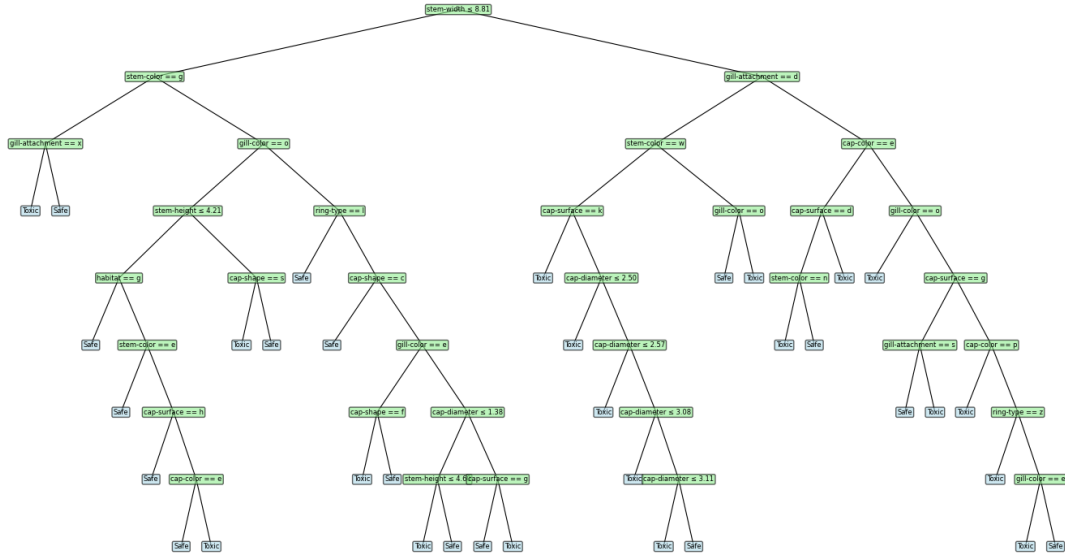 stem-width ≤ 8.81
stem-color == g
gill-attachment == d
gill-attachment == x
gill-color == o
stem-color == w
cap-color == e
Toxic
Safe
stem-height ≤ 4.21
ring-type == l
cap-surface == k
gill-color == o
cap-surface == d
gill-color == o
habitat == g
cap-shape == s
Safe
cap-shape == c
Toxic
cap-diameter ≤ 2.50
Safe
Toxic
stem-color == n
Toxic
Toxic
cap-surface == g
Safe
stem-color == e
Toxic
Safe
Safe
gill-color == e
Toxic
cap-diameter ≤ 2.57
Toxic
Safe
gill-attachment == s
cap-color == p
Safe
cap-surface == h
cap-shape == f
cap-diameter ≤ 1.38
Toxic
cap-diameter ≤ 3.08
Safe
Toxic
Toxic
ring-type == z
Safe
cap-color == e
Toxic
Safe
stem-height ≤
cap-surface == g
Toxic
cap-diameter ≤ 3.11
Toxic
gill-color == e
Safe
Toxic
Toxic
Safe
Safe
Toxic
Toxic
Safe
Toxic
Safe